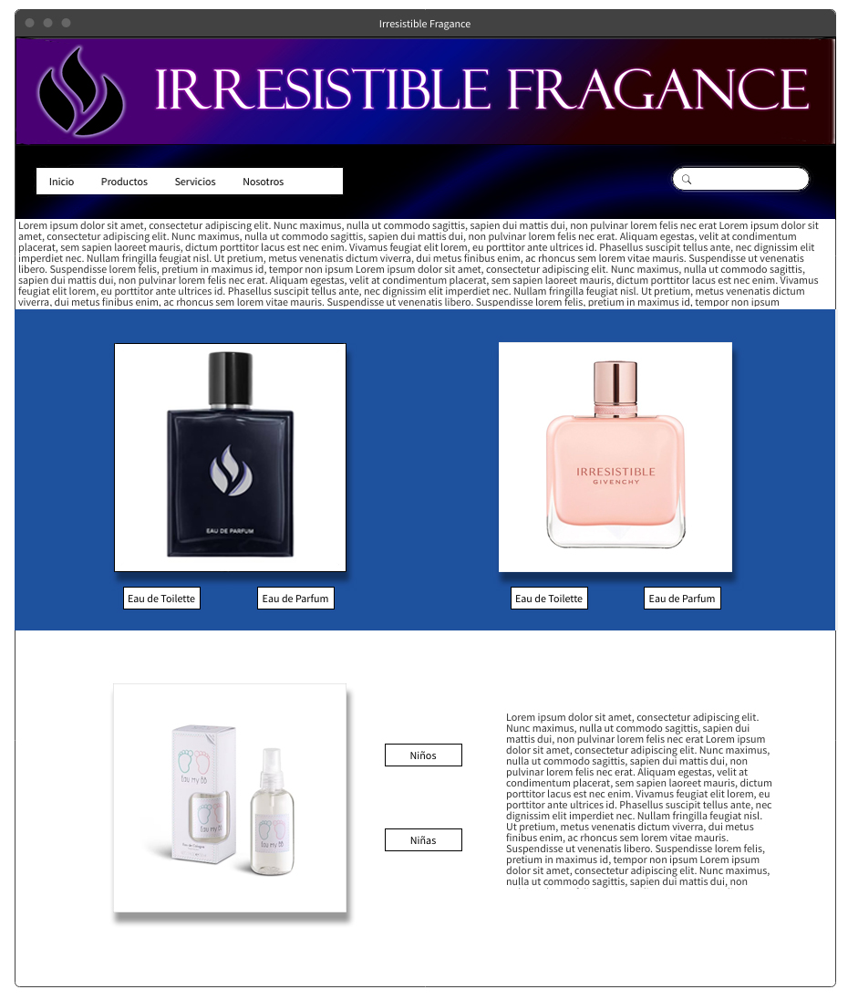 Irresistible Fragance
IRRESISTIBLE FRAGANCE
Inicio Productos Servicios Nosotros
Lorem ipsum dolor sit amet, consectetur adipiscing elit. Nunc maximus, nulla ut commodo sagittis, sapien dui mattis dui, non pulvinar lorem felis nec erat Lorem ipsum dolor sit
amet, consectetur adipiscing elit. Nunc maximus, nulla ut commodo sagittis, sapien dui mattis dui, non pulvinar lorem felis nec erat. Aliquam egestas, velit at condimentum
placerat, sem sapien laoreet mauris, dictum porttitor lacus est nec enim. Vivamus feugiat elit lorem, eu porttitor ante ultrices id. Phasellus suscipit tellus ante, nec dignissim elit
imperdiet nec. Nullam fringilla feugiat nisl. Ut pretium, metus venenatis dictum viverra, dui metus finibus enim, ac rhoncus sem lorem vitae mauris. Suspendisse ut venenatis
libero. Suspendisse lorem felis, pretium in maximus id, tempor non ipsum Lorem ipsum dolor sit amet, consectetur adipiscing elit. Nunc maximus, nulla ut commodo sagittis,
sapien dui mattis dui, non pulvinar lorem felis nec erat. Aliquam egestas, velit at condimentum placerat, sem sapien laoreet mauris, dictum porttitor lacus est nec enim. Vivamus
feugiat elit lorem, eu porttitor ante ultrices id. Phasellus suscipit tellus ante, nec dignissim elit imperdiet nec. Nullam fringilla feugiat nisl. Ut pretium, metus venenatis dictum
viverra, dui metus finibus enim, ac rhoncus sem lorem vitae mauris. Suspendisse ut venenatis libero. Suspendisse lorem felis, pretium in maximus id, tempor non ipsum
EAU DE PARFUM
IRRESISTIBLE
GIVENCHY
Eau de Toilette Eau de Parfum
Eau de Toilette Eau de Parfum
Eau my BB
Eau my BB
Eau my BB
Niños
Niñas
Lorem ipsum dolor sit amet, consectetur adipiscing elit.
Nunc maximus, nulla ut commodo sagittis, sapien dui
mattis dui, non pulvinar lorem felis nec erat Lorem ipsum
dolor sit amet, consectetur adipiscing elit. Nunc maximus,
nulla ut commodo sagittis, sapien dui mattis dui, non
pulvinar lorem felis nec erat. Aliquam egestas, velit at
condimentum placerat, sem sapien laoreet mauris, dictum
porttitor lacus est nec enim. Vivamus feugiat elit lorem, eu
porttitor ante ultrices id. Phasellus suscipit tellus ante, nec
dignissim elit imperdiet nec. Nullam fringilla feugiat nisl.
Ut pretium, metus venenatis dictum viverra, dui metus
finibus enim, ac rhoncus sem lorem vitae mauris.
Suspendisse ut venenatis libero. Suspendisse lorem felis,
pretium in maximus id, tempor non ipsum Lorem ipsum
dolor sit amet, consectetur adipiscing elit. Nunc maximus,
nulla ut commodo sagittis, sapien dui mattis dui, non